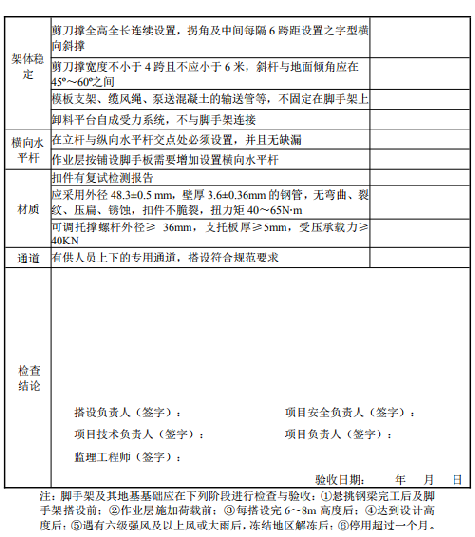 架体稳定
剪刀撑全高全长连续设置，拐角及中间每隔 6 跨距设置之字型横
向斜撑
剪刀撑宽度不小于 4 跨且不应小于 6 米，斜杆与地面倾角应在
45°～60°之间
模板支架、缆风绳、泵送混凝土的输送管等，不固定在脚手架上
卸料平台自成受力系统，不与脚手架连接
横向水平杆
在立杆与纵向水平杆交点处必须设置，并且无缺漏
作业层按铺设脚手板需要增加设置横向水平杆
材质
扣件有复试检测报告
应采用外径 48.3±0.5 mm，壁厚 3.6±0.36mm 的钢管，无弯曲、裂
纹、压扁、锈蚀，扣件不脆裂，扭力矩 40～65N·m
可调托撑螺杆外径≥ 36mm，支托板厚≥5mm，受压承载力≥
40KN
通道
有供人员上下的专用通道，搭设符合规范要求
检查
结论
搭设负责人（签字）： 项目安全负责人（签字）：
项目技术负责人（签字）： 项目负责人（签字）：
监理工程师（签字）：
验收日期： 年 月 日
注：脚手架及其地基基础应在下列阶段进行检查与验收：①悬挑钢梁完工后及脚
手架搭设前；②作业层施加荷载前；③每搭设完 6～8m 高度后；④达到设计高
度后；⑤遇有六级强风及以上风或大雨后，冻结地区解冻后；⑥停用超过一个月。